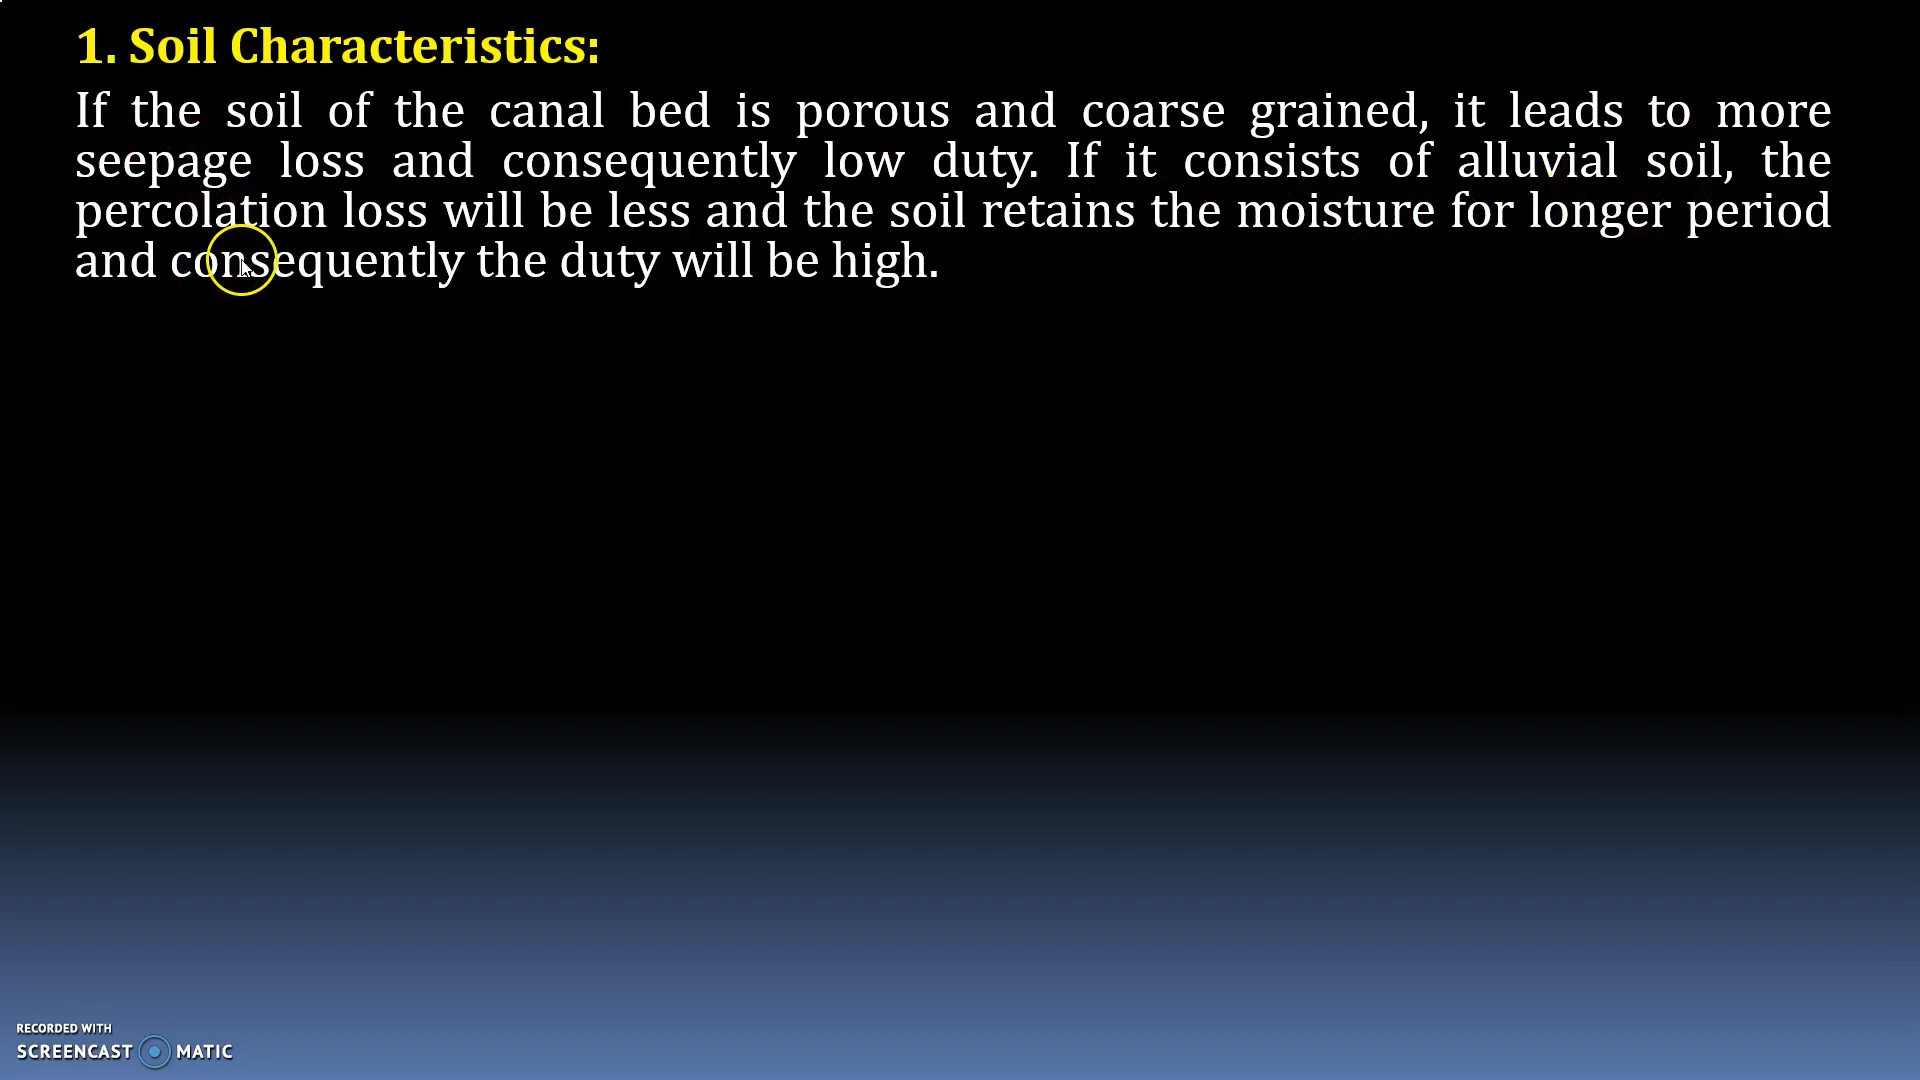 1. Soil Characteristics:
If the soil of the canal bed is porous and coarse grained, it leads to more
seepage loss and consequently low duty. If it consists of alluvial soil, the
percolation loss will be less and the soil retains the moisture for longer period
and consequently the duty will be high.
RECORDED WITH
SCREENCAST MATIC